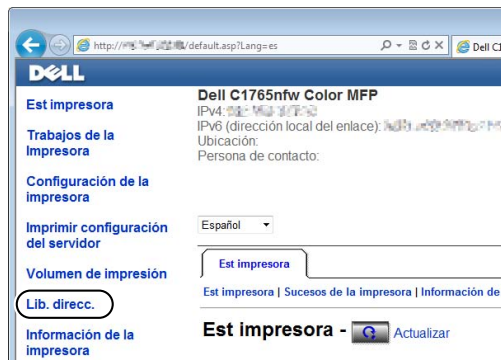 http://
/default.asp?Lang=es
Dell C1
DELL
Dell C1765nfw Color MFP
IPv4:
IPv6 (dirección local del enlace):
Ubicación:
Persona de contacto:
Est impresora
Trabajos de la
Impresora
Configuración de la
impresora
Imprimir configuración
del servidor
Volumen de impresión
Lib. direcc.
Información de la
impresora
Español
Est impresora
Est impresora | Sucesos de la impresora | Información de
Est impresora - Actualizar